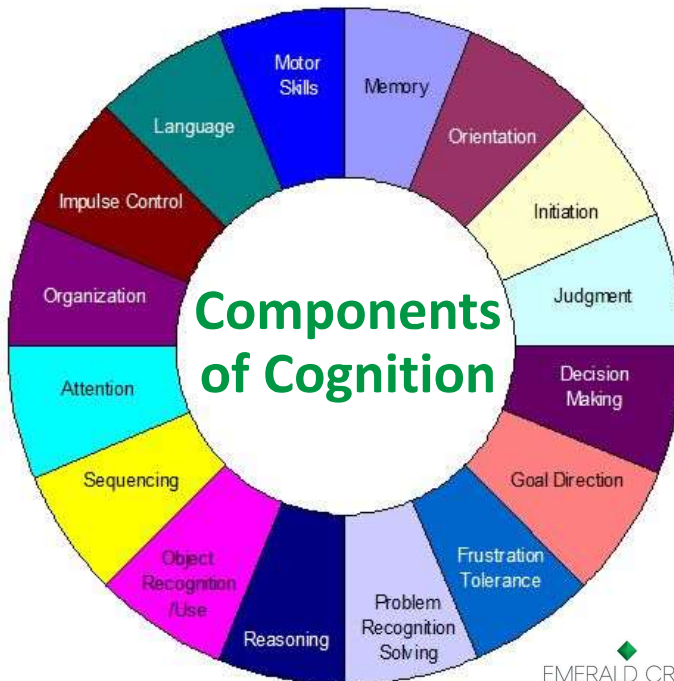 Motor
Skills
Memory
Orientation
Initiation
Judgment
Decision
Making
Goal Direction
Frustration
Tolerance
Problem
Recognition
Solving
Reasoning
Object
Recognition
/Use
Sequencing
Attention
Organization
Impulse Control
Language
Components
of Cognition
EMERALD